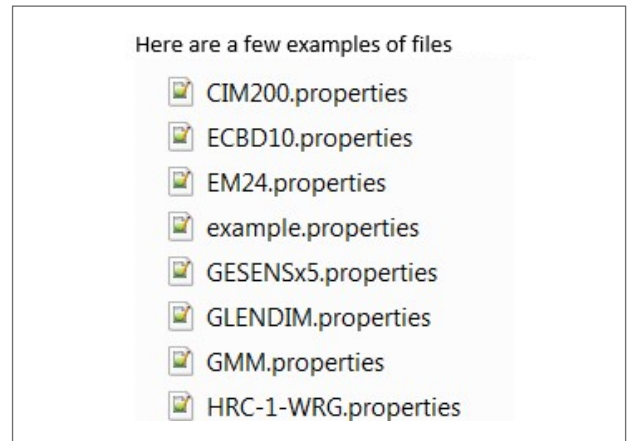 Here are a few examples of files
CIM200.properties
ECBD10.properties
EM24.properties
example.properties
GESENSx5.properties
GLENDIM.properties
GMM.properties
HRC-1-WRG.properties